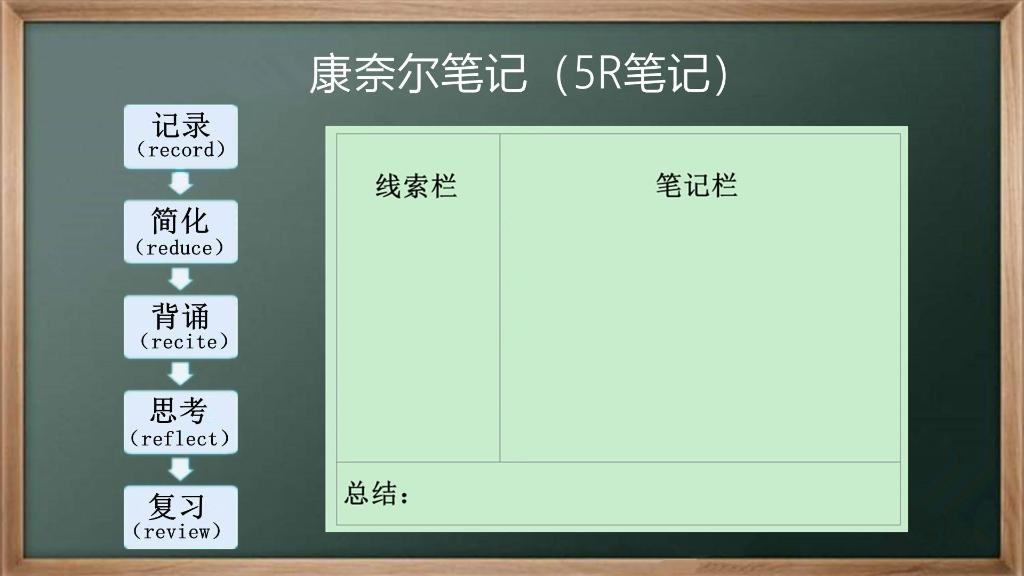 康奈尔笔记（5R笔记）
记录
（record）
简化
（reduce）
背诵
（recite）
思考
（reflect）
复习
（review）
线索栏
笔记栏
总结：